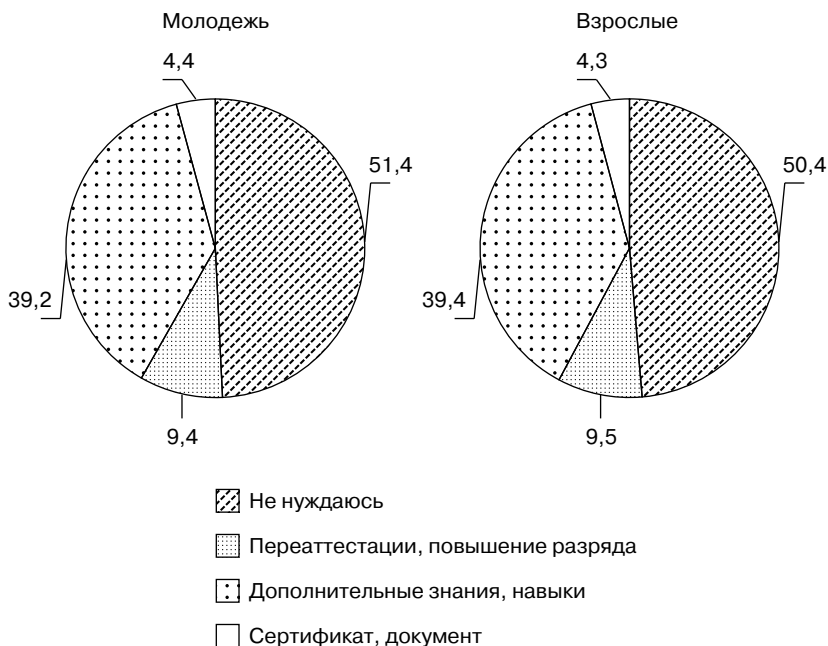 Молодежь
4,4
51,4
39,2
9,4
Взрослые
4,3
50,4
39,4
9,5
Не нуждаюсь
Переаттестации, повышение разряда
Дополнительные знания, навыки
Сертификат, документ